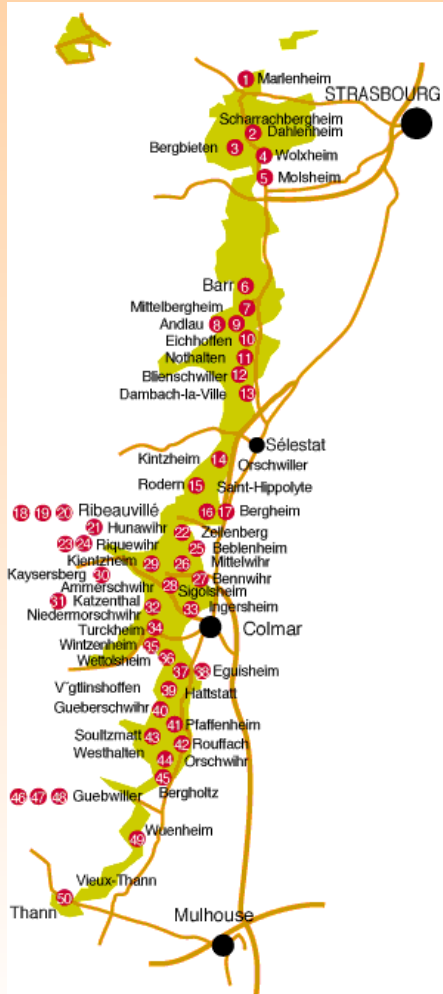 1 Marlenheim
STRASBOURG
Scharrachbergheim
2 Dahlenheim
Bergbieten 3
4 Wolxheim
5 Molsheim
Barr 6
Mittelbergheim 7
Andlau 8 9
Eichhoffen 10
Nothalten 11
Blienschwiller 12
Dambach-la-Ville 13
Sélestat
Kintzheim 14
Orschwiller
Rodern 15
Saint-Hippolyte
18 19 20 Ribeauvillé
16 17 Bergheim
21 Hunawihr
22 Zellenberg
23 24 Riquewihr
25 Beblenheim
Kientzheim 29
26 Mittelwihr
Kaysersberg 30
27 Bennwihr
Ammerschwihr 28
Sigolsheim
31 Katzenthal 32
33 Ingersheim
Niedermorschwihr
Turckheim 34
Colmar
Wintzenheim 35
Wettolsheim 36
37 38 Eguisheim
V¨gtlinshoffen 39
Hattstatt
Gueberschwihr 40
41 Pfaffenheim
Soultzmatt 43
42 Rouffach
Westhalten 44
Orschwihr
45
Bergholtz
46 47 48 Guebwiller
Wuenheim
49
Vieux-Thann
50
Thann
Mulhouse